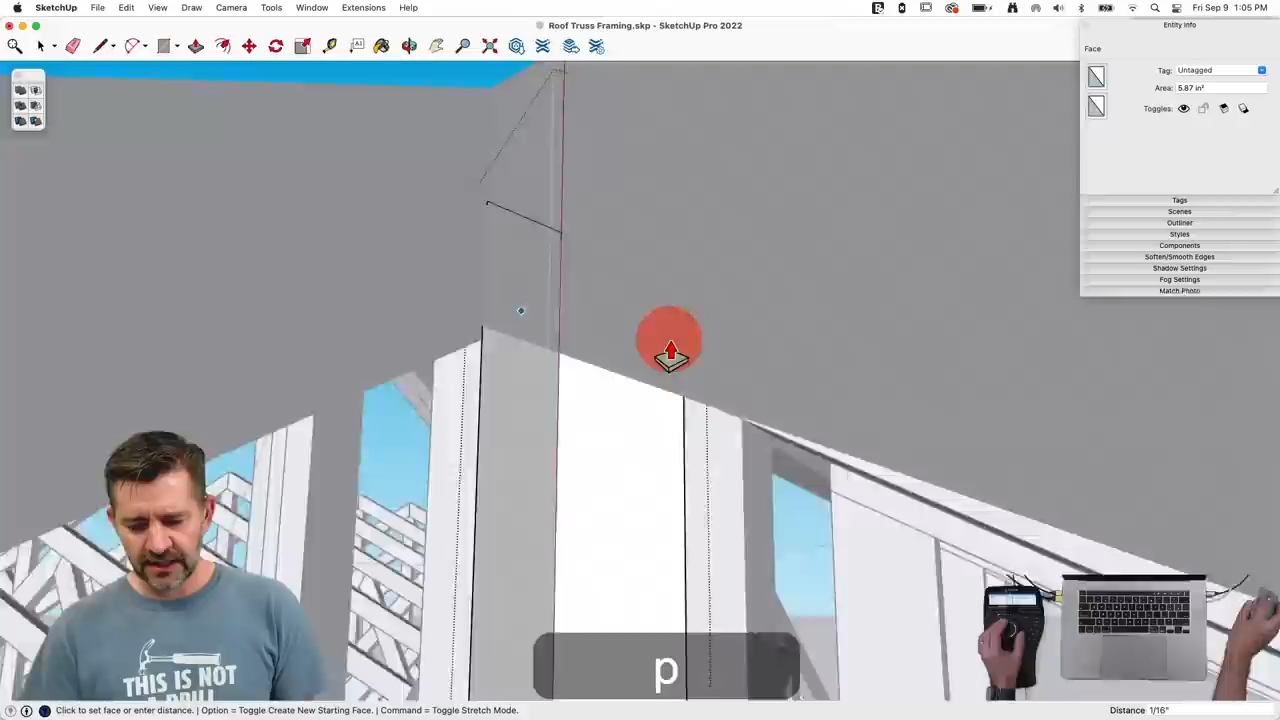 SketchUp File Edit View Draw Camera Tools Window Extensions Help
Fri Sep 9 1:05 PM
Roof Truss Framing.skp - SketchUp Pro 2022
Entity Info
Face
Tag: Untagged
Area: 5.87 in²
Toggles:
Tags
Scenes
Outliner
Styles
Components
Soften/Smooth Edges
Shadow Settings
Fog Settings
Match Photo
THIS IS NOT
A DRILL
p
Click to set face or enter distance. | Option = Toggle Create New Starting Face. | Command = Toggle Stretch Mode.
Distance 1/16"